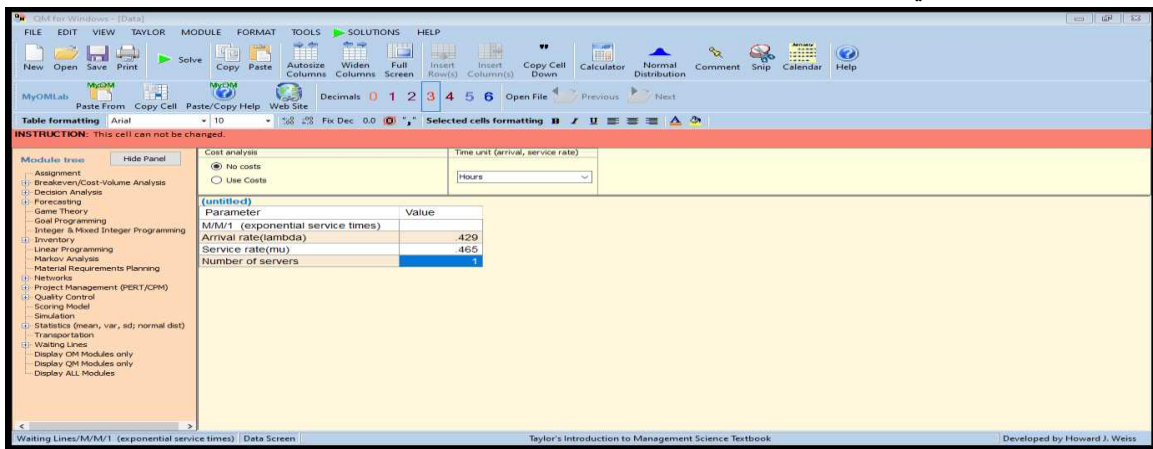 QM for Windows - [Data]
FILE EDIT VIEW TAYLOR MODULE FORMAT TOOLS SOLUTIONS HELP
New Open Save Print Solve Copy Paste Autosize Columns Widen Columns Full Screen Insert Row(s) Insert Column(s) Copy Cell Down Calculator Normal Distribution Comment Snip Calendar Help
MyOMLab MyOM Paste From Copy Cell MyOM Paste/Copy Help Web Site Decimals 0 1 2 3 4 5 6 Open File Previous Next
Table formatting Arial 10 Fix Dec 0.0 "," Selected cells formatting B I U A
INSTRUCTION: This cell can not be changed.
Module tree Hide Panel
Assignment
Breakeven/Cost-Volume Analysis
Decision Analysis
Forecasting
Game Theory
Goal Programming
Integer & Mixed Integer Programming
Inventory
Linear Programming
Markov Analysis
Material Requirements Planning
Networks
Project Management (PERT/CPM)
Quality Control
Scoring Model
Simulation
Statistics (mean, var, sd; normal dist)
Transportation
Waiting Lines
Display OM Modules only
Display QM Modules only
Display ALL Modules
Cost analysis
No costs
Use Costs
Time unit (arrival, service rate)
Hours
(untitled)
Parameter Value
M/M/1 (exponential service times)
Arrival rate(lambda) .429
Service rate(mu) .465
Number of servers 1
Waiting Lines/M/M/1 (exponential service times) Data Screen Taylor's Introduction to Management Science Textbook Developed by Howard J. Weiss